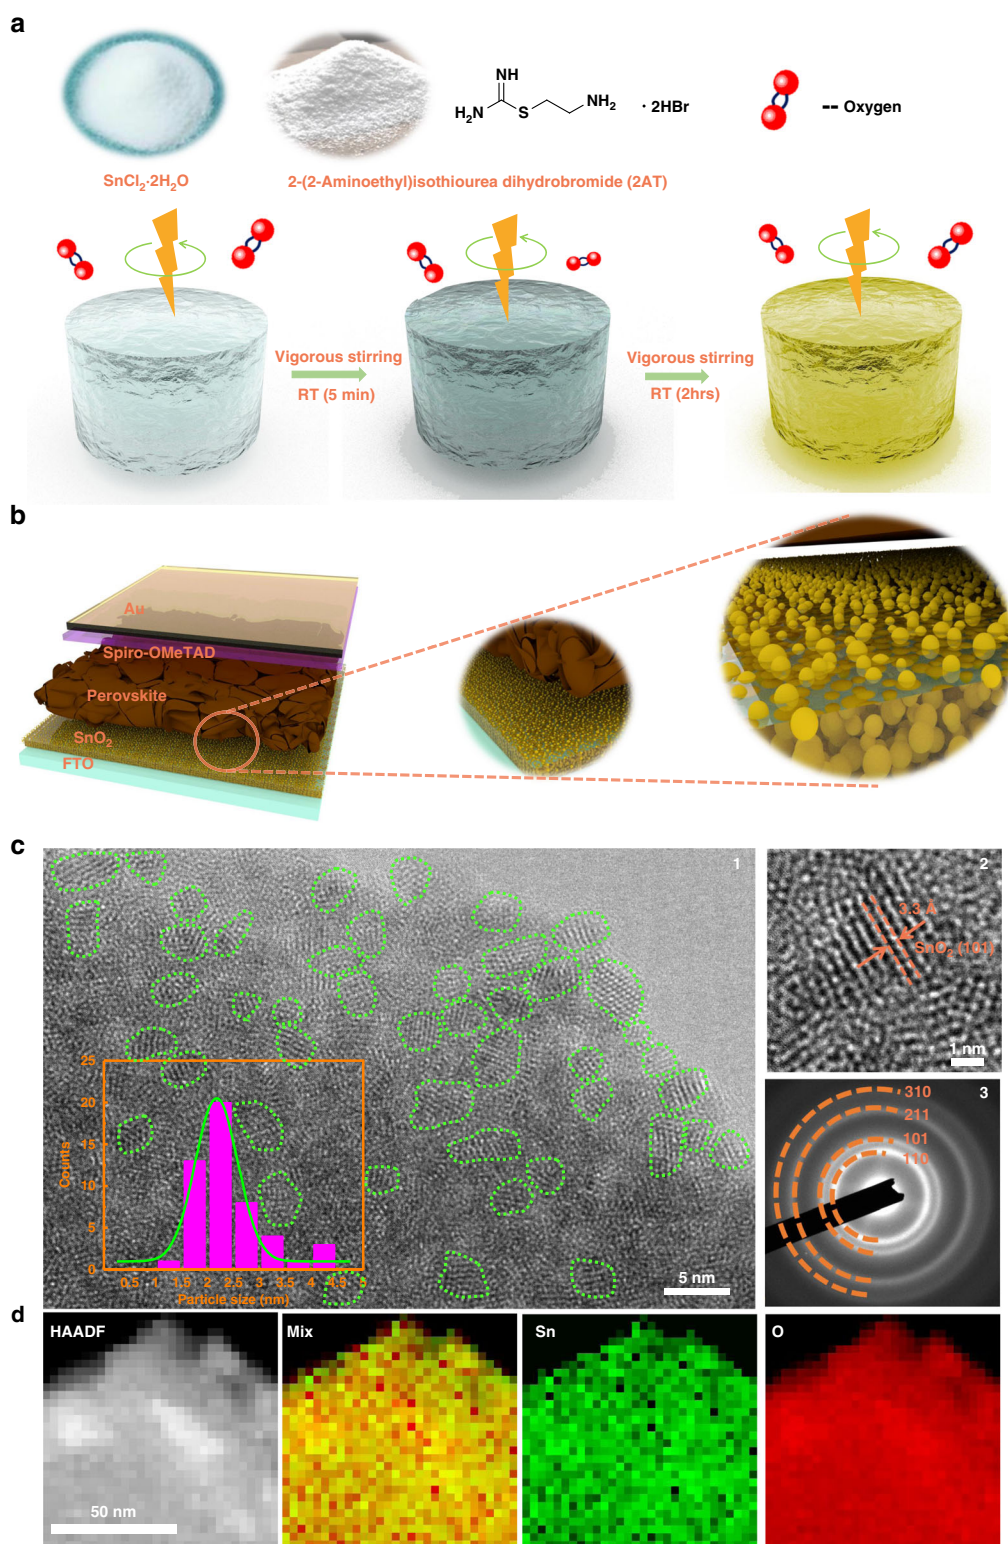 a
NH
H₂N
S
NH₂
· 2HBr
-- Oxygen
SnCl₂·2H₂O
2-(2-Aminoethyl)isothiourea dihydrobromide (2AT)
Vigorous stirring
RT (5 min)
Vigorous stirring
RT (2hrs)
b
Au
Spiro-OMeTAD
Perovskite
SnO₂
FTO
c
1
25
20
15
10
5
0
Counts
0.5 1 1.5 2 2.5 3 3.5 4 4.5 5
Particle size (nm)
5 nm
2
3.3 Å
SnO₂ (101)
1 nm
3
310
211
101
110
d
HAADF
50 nm
Mix
Sn
O